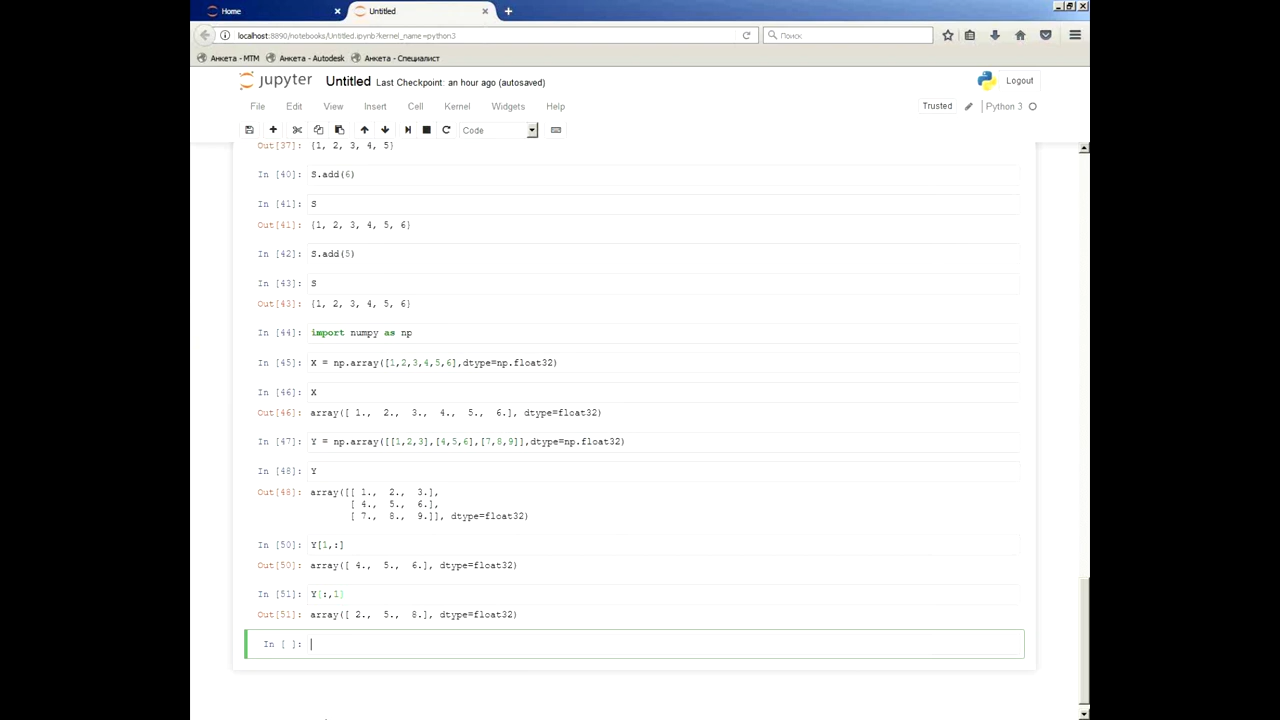 Home
Untitled
localhost:8890/notebooks/Untitled.ipynb?kernel_name=python3
Поиск
Анкета - МТМ Анкета - Autodesk Анкета - Специалист
jupyter Untitled Last Checkpoint: an hour ago (autosaved)
Logout
File Edit View Insert Cell Kernel Widgets Help
Trusted Python 3
Code
Out[37]: {1, 2, 3, 4, 5}
In [40]: S.add(6)
In [41]: S
Out[41]: {1, 2, 3, 4, 5, 6}
In [42]: S.add(5)
In [43]: S
Out[43]: {1, 2, 3, 4, 5, 6}
In [44]: import numpy as np
In [45]: X = np.array([1,2,3,4,5,6],dtype=np.float32)
In [46]: X
Out[46]: array([ 1., 2., 3., 4., 5., 6.], dtype=float32)
In [47]: Y = np.array([[1,2,3],[4,5,6],[7,8,9]],dtype=np.float32)
In [48]: Y
Out[48]: array([[ 1., 2., 3.],
[ 4., 5., 6.],
[ 7., 8., 9.]], dtype=float32)
In [50]: Y[1,:]
Out[50]: array([ 4., 5., 6.], dtype=float32)
In [51]: Y[:,1]
Out[51]: array([ 2., 5., 8.], dtype=float32)
In [ ]: